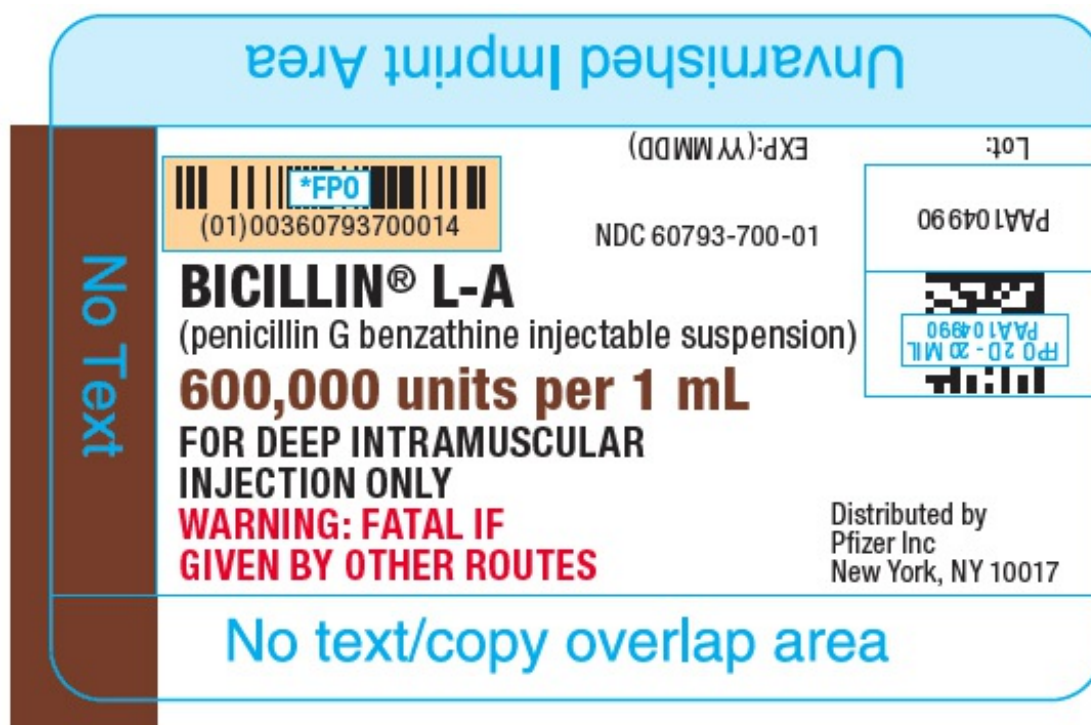 Unvarnished Imprint Area
Lot:
EXP:(YY MMDD)
*FPO
(01)00360793700014
NDC 60793-700-01
PAA104990
No Text
BICILLIN® L-A
(penicillin G benzathine injectable suspension)
FPO 2D - 20 MIL
PAA104990
600,000 units per 1 mL
FOR DEEP INTRAMUSCULAR
INJECTION ONLY
WARNING: FATAL IF
GIVEN BY OTHER ROUTES
Distributed by
Pfizer Inc
New York, NY 10017
No text/copy overlap area